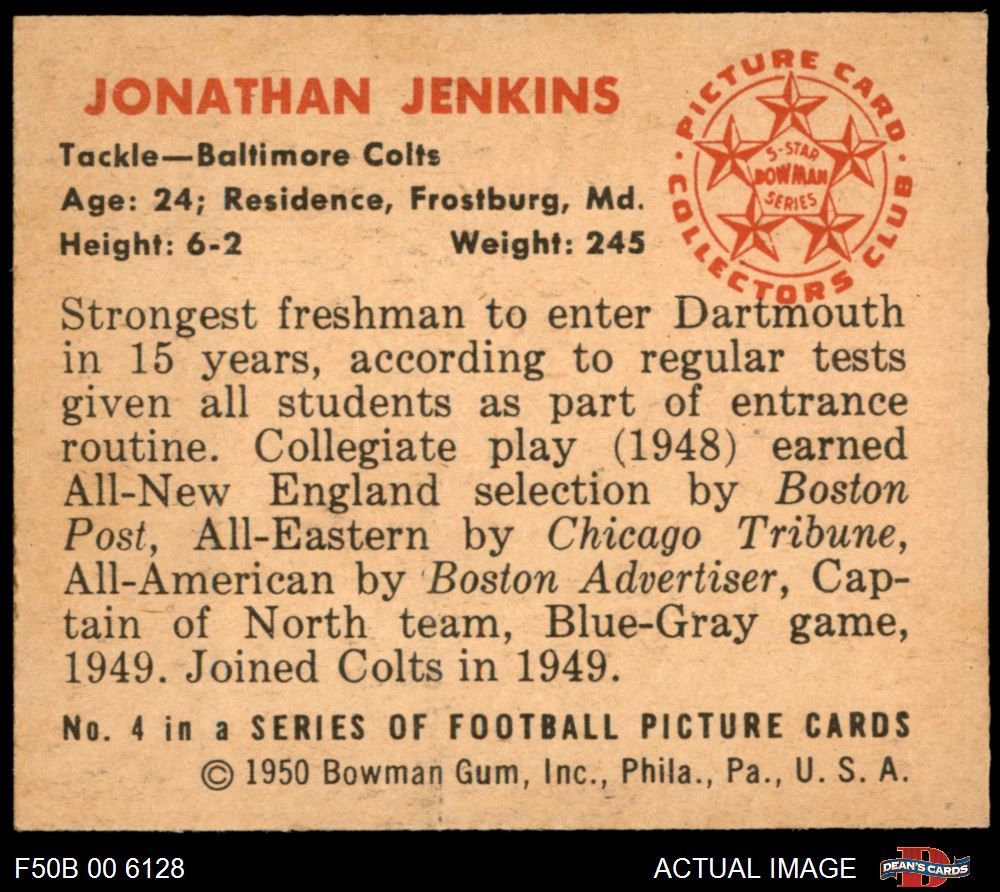 JONATHAN JENKINS
Tackle—Baltimore Colts
Age: 24; Residence, Frostburg, Md.
Height: 6-2 Weight: 245
PICTURE CARD
COLLECTORS CLUB
5-STAR
BOWMAN
SERIES
Strongest freshman to enter Dartmouth
in 15 years, according to regular tests
given all students as part of entrance
routine. Collegiate play (1948) earned
All-New England selection by Boston
Post, All-Eastern by Chicago Tribune,
All-American by Boston Advertiser, Cap-
tain of North team, Blue-Gray game,
1949. Joined Colts in 1949.
No. 4 in a SERIES OF FOOTBALL PICTURE CARDS
© 1950 Bowman Gum, Inc., Phila., Pa., U. S. A.
F50B 00 6128
ACTUAL IMAGE
DEAN'S CARDS